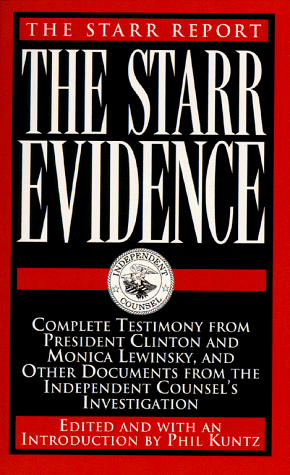 THE STARR REPORT
THE STARR
EVIDENCE
INDEPENDENT
COUNSEL
COMPLETE TESTIMONY FROM
PRESIDENT CLINTON AND
MONICA LEWINSKY, AND
OTHER DOCUMENTS FROM THE
INDEPENDENT COUNSEL'S
INVESTIGATION
EDITED AND WITH AN
INTRODUCTION BY PHIL KUNTZ